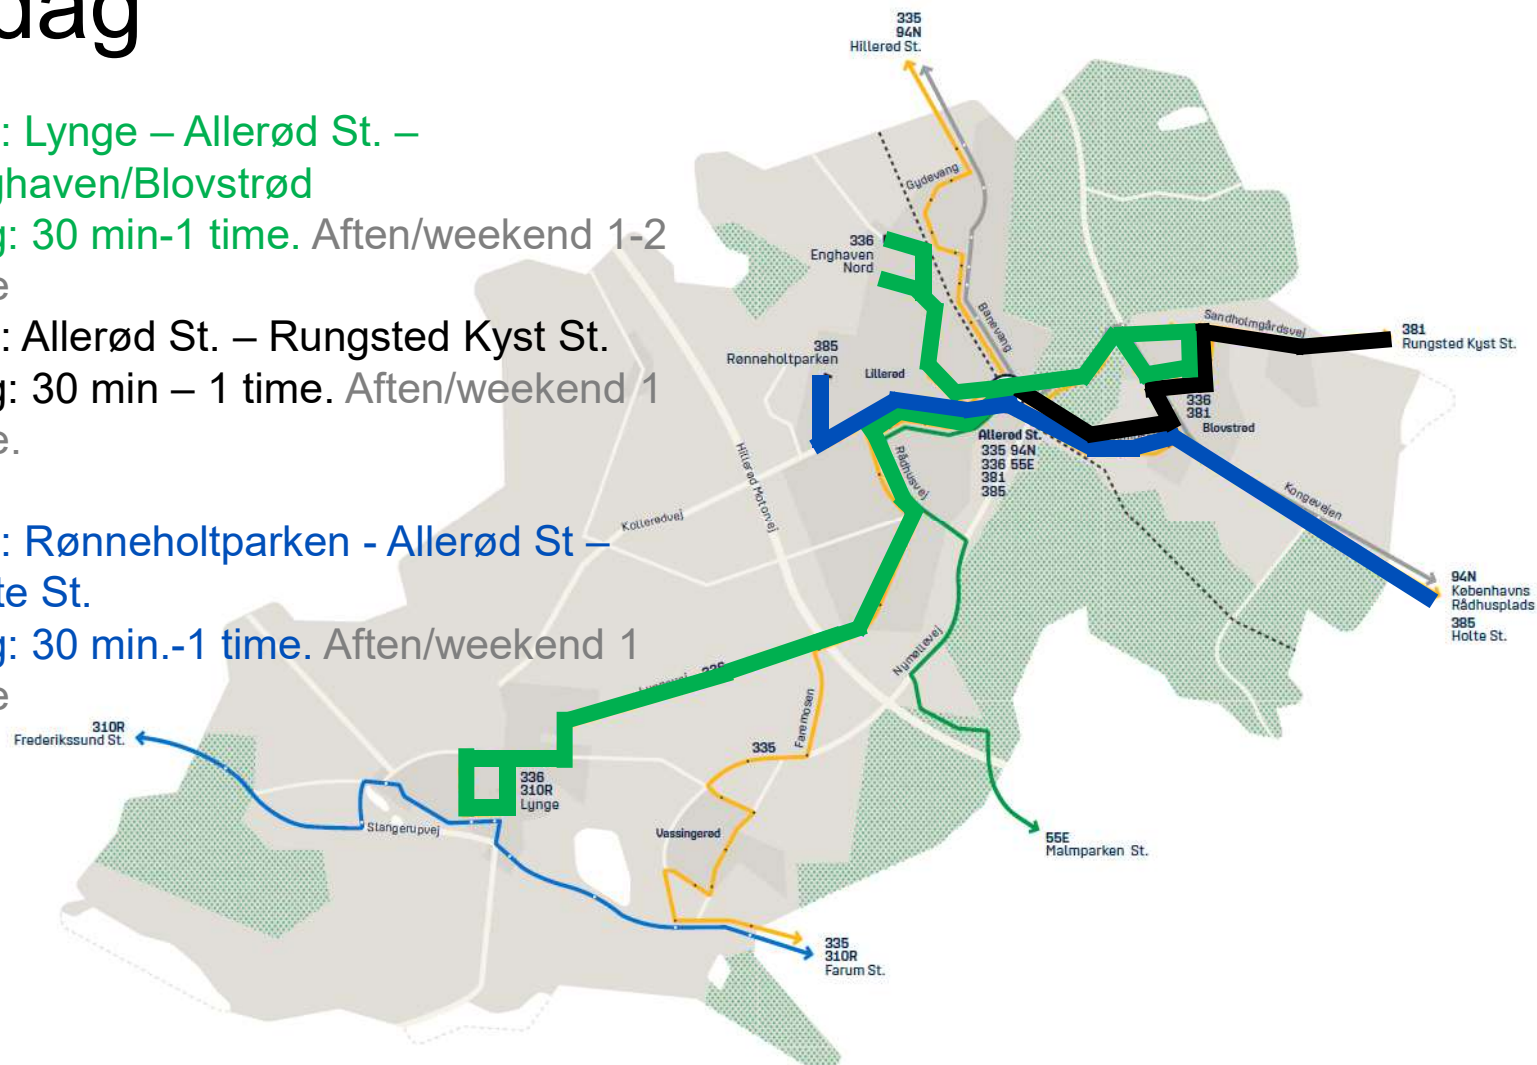 dag
: Lynge – Allerød St. –
ghaven/Blovstrød
g: 30 min-1 time. Aften/weekend 1-2
e
: Allerød St. – Rungsted Kyst St.
g: 30 min – 1 time. Aften/weekend 1
e.
: Rønneholtparken - Allerød St –
te St.
g: 30 min.-1 time. Aften/weekend 1
e
335
94N
Hillerød St.
Gydevang
336
Enghaven
Nord
Banevang
385
Rønneholtparken
Lillerød
Sandholmgårdsvej
381
Rungsted Kyst St.
336
381
Blovstrød
Allerød St.
335 94N
336 55E
381
385
Rådhusvej
Hillerød Motorvej
Kollerødvej
Kongevejen
94N
Københavns
Rådhusplads
385
Holte St.
Nymøllevej
336
Faremosen
335
310R
Frederikssund St.
336
310R
Lynge
Slangerupvej
Vassingerød
55E
Malmparken St.
335
310R
Farum St.